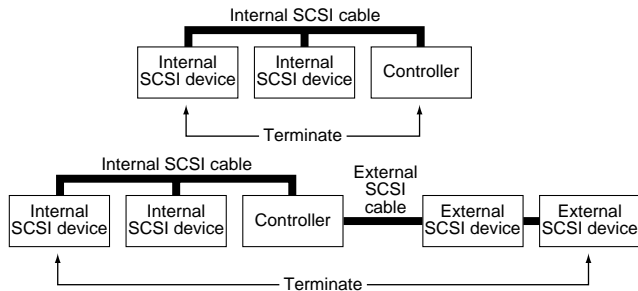 Internal SCSI cable
Internal
SCSI device
Internal
SCSI device
Controller
Terminate
Internal SCSI cable
External
SCSI
cable
Internal
SCSI device
Internal
SCSI device
Controller
External
SCSI device
External
SCSI device
Terminate